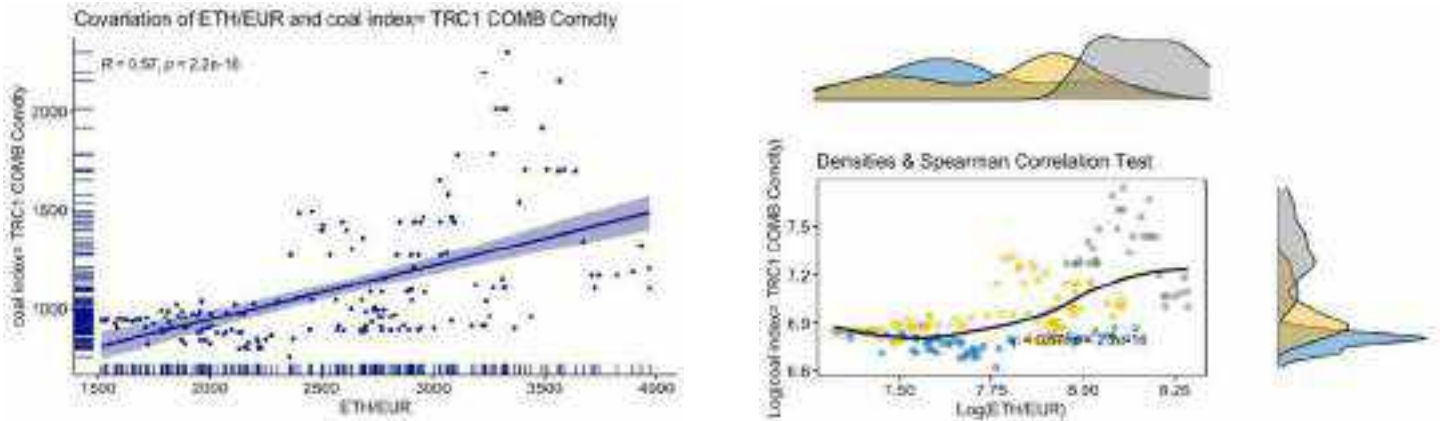 Covariation of ETH/EUR and coal index= TRC1 COMB Comdty
R = 0.57, p = 2.2e-16
coal index= TRC1 COMB Comdty
2000
1500
1000
1500 2000 2500 3000 3500 4000
ETH/EUR
Densities & Spearman Correlation Test
Log(coal index= TRC1 COMB Comdty)
7.5
7.2
6.9
6.6
7.50 7.75 8.00 8.25
Log(ETH/EUR)